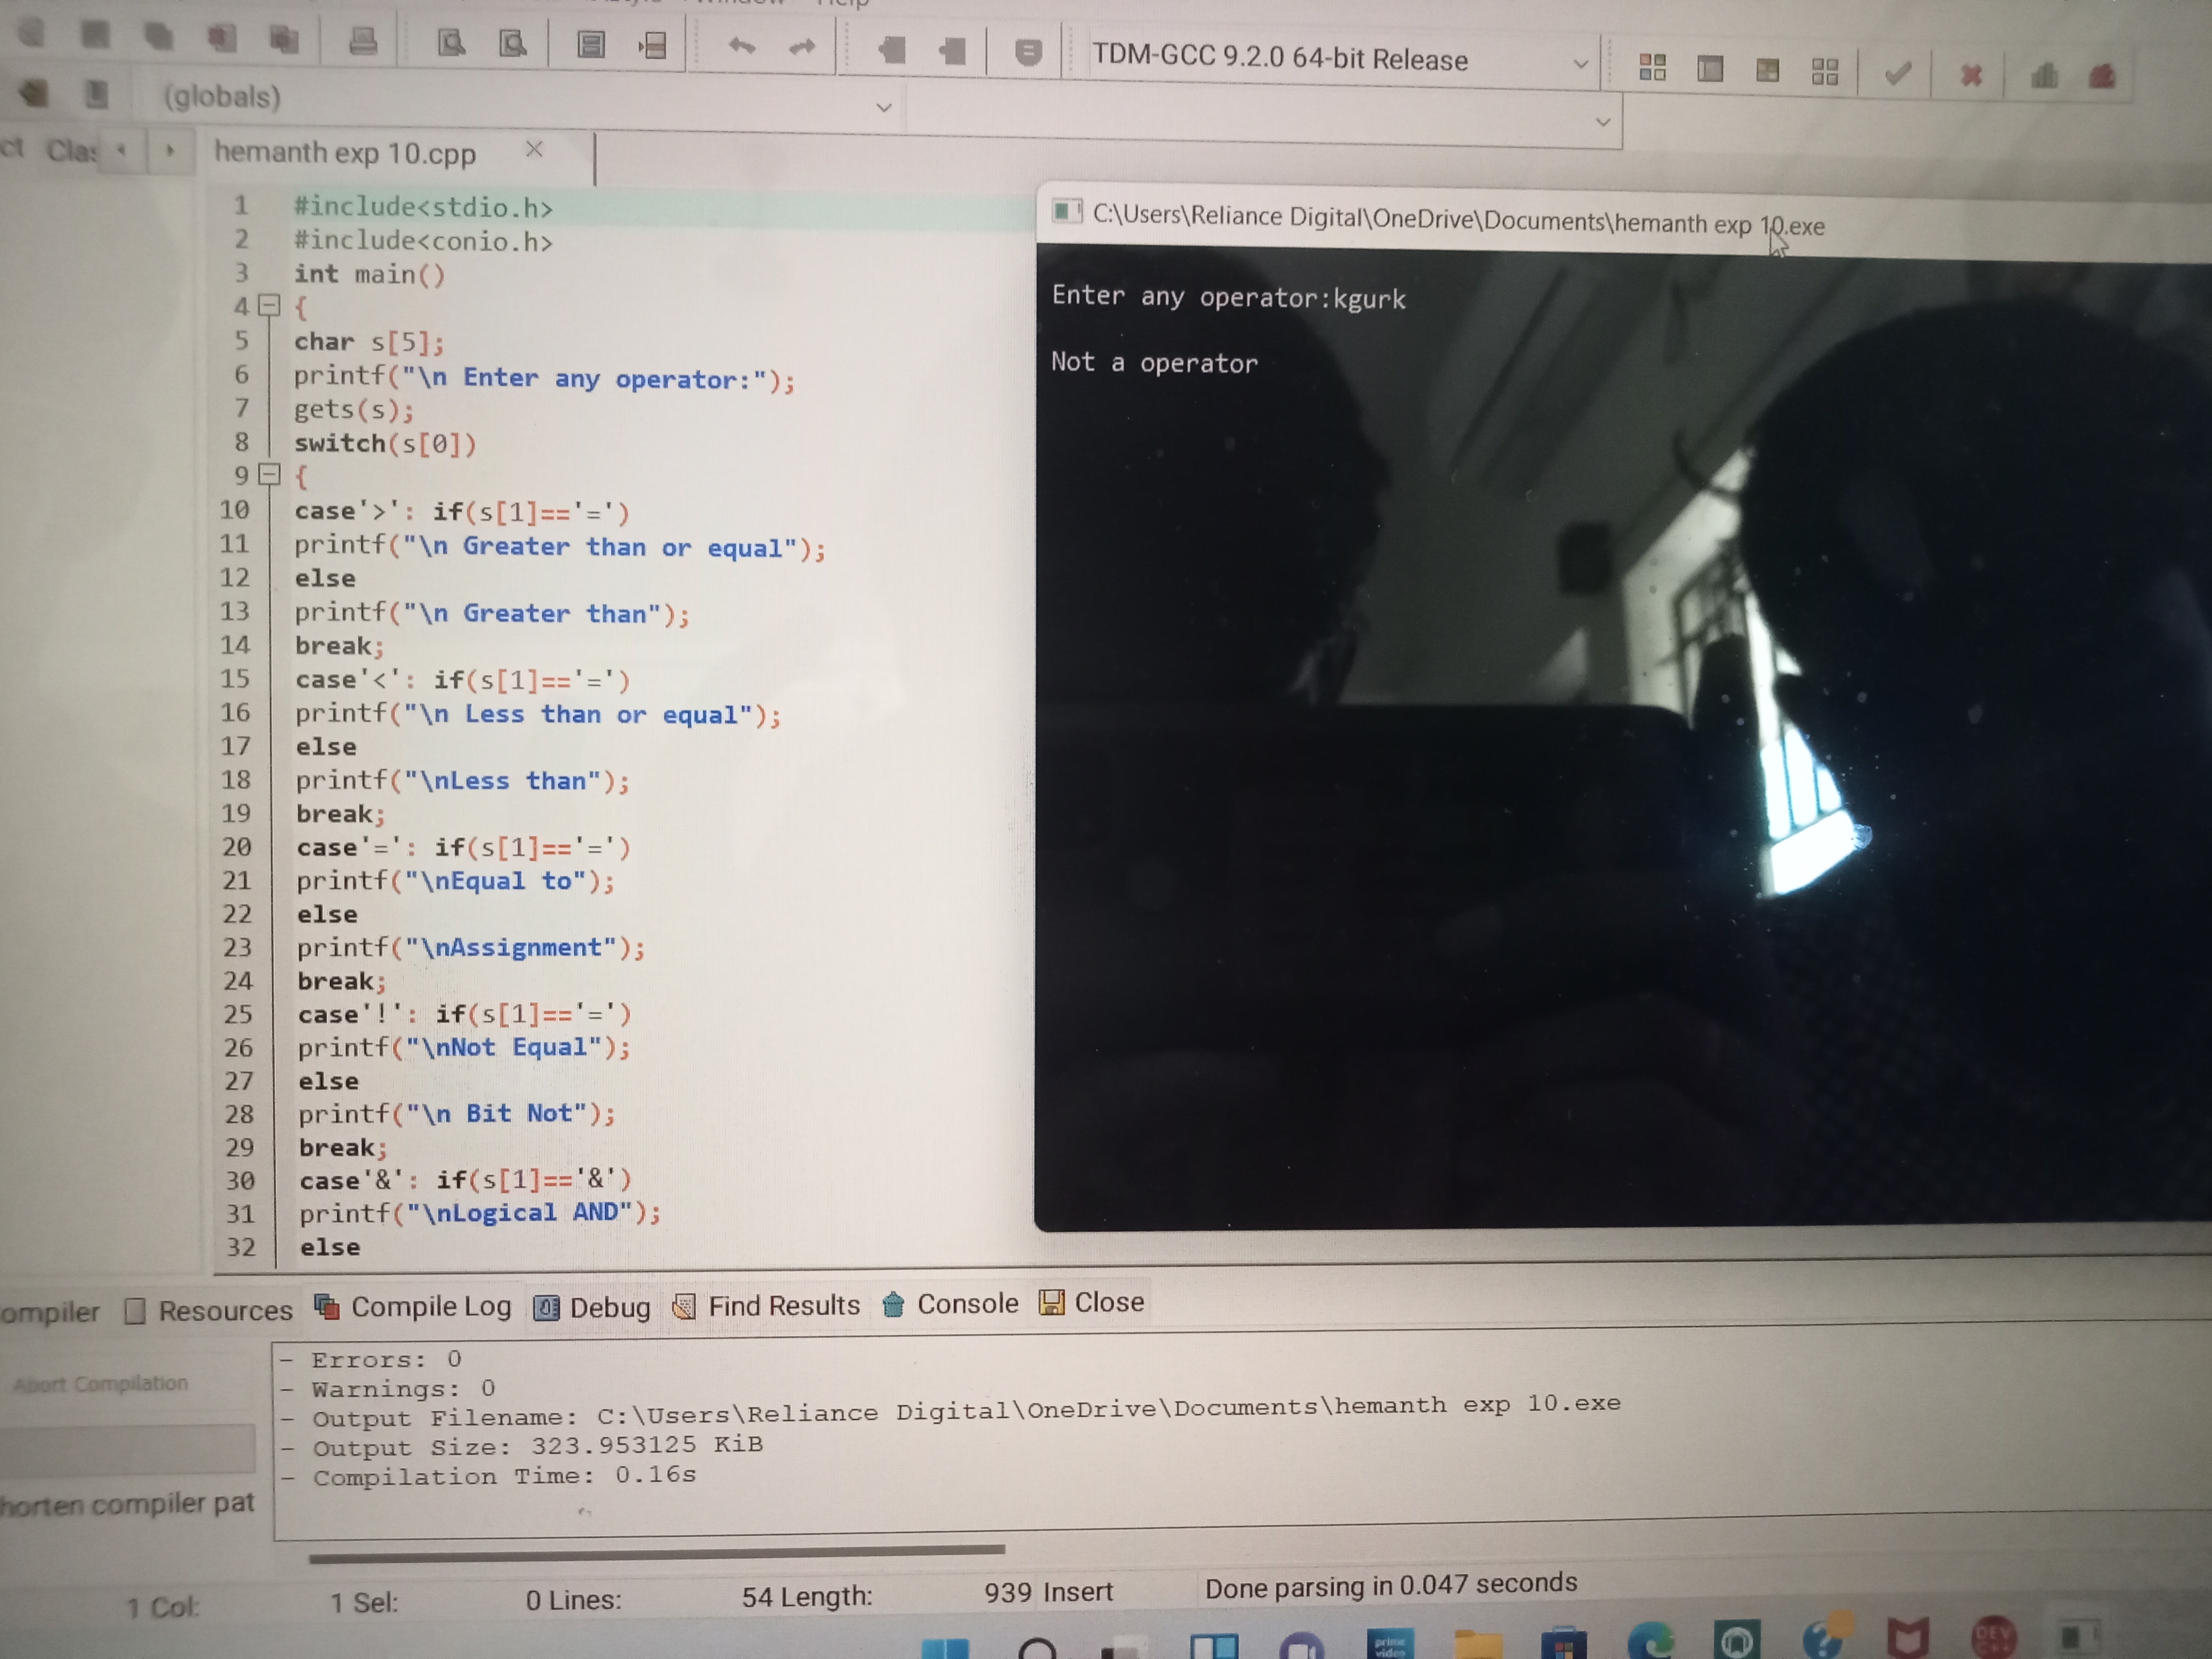 Help
TDM-GCC 9.2.0 64-bit Release
(globals)
hemanth exp 10.cpp
1 #include<stdio.h>
2 #include<conio.h>
3 int main()
4 {
5 char s[5];
6 printf("\n Enter any operator:");
7 gets(s);
8 switch(s[0])
9 {
10 case'>': if(s[1]=='=')
11 printf("\n Greater than or equal");
12 else
13 printf("\n Greater than");
14 break;
15 case'<': if(s[1]=='=')
16 printf("\n Less than or equal");
17 else
18 printf("\nLess than");
19 break;
20 case'=': if(s[1]=='=')
21 printf("\nEqual to");
22 else
23 printf("\nAssignment");
24 break;
25 case'!': if(s[1]=='=')
26 printf("\nNot Equal");
27 else
28 printf("\n Bit Not");
29 break;
30 case'&': if(s[1]=='&')
31 printf("\nLogical AND");
32 else
C:\Users\Reliance Digital\OneDrive\Documents\hemanth exp 10.exe
Enter any operator:kgurk
Not a operator
ompiler Resources Compile Log Debug Find Results Console Close
Abort Compilation
horten compiler pat
- Errors: 0
- Warnings: 0
- Output Filename: C:\Users\Reliance Digital\OneDrive\Documents\hemanth exp 10.exe
- Output Size: 323.953125 KiB
- Compilation Time: 0.16s
1 Col: 1 Sel: 0 Lines: 54 Length: 939 Insert Done parsing in 0.047 seconds
prime video
DEV C++